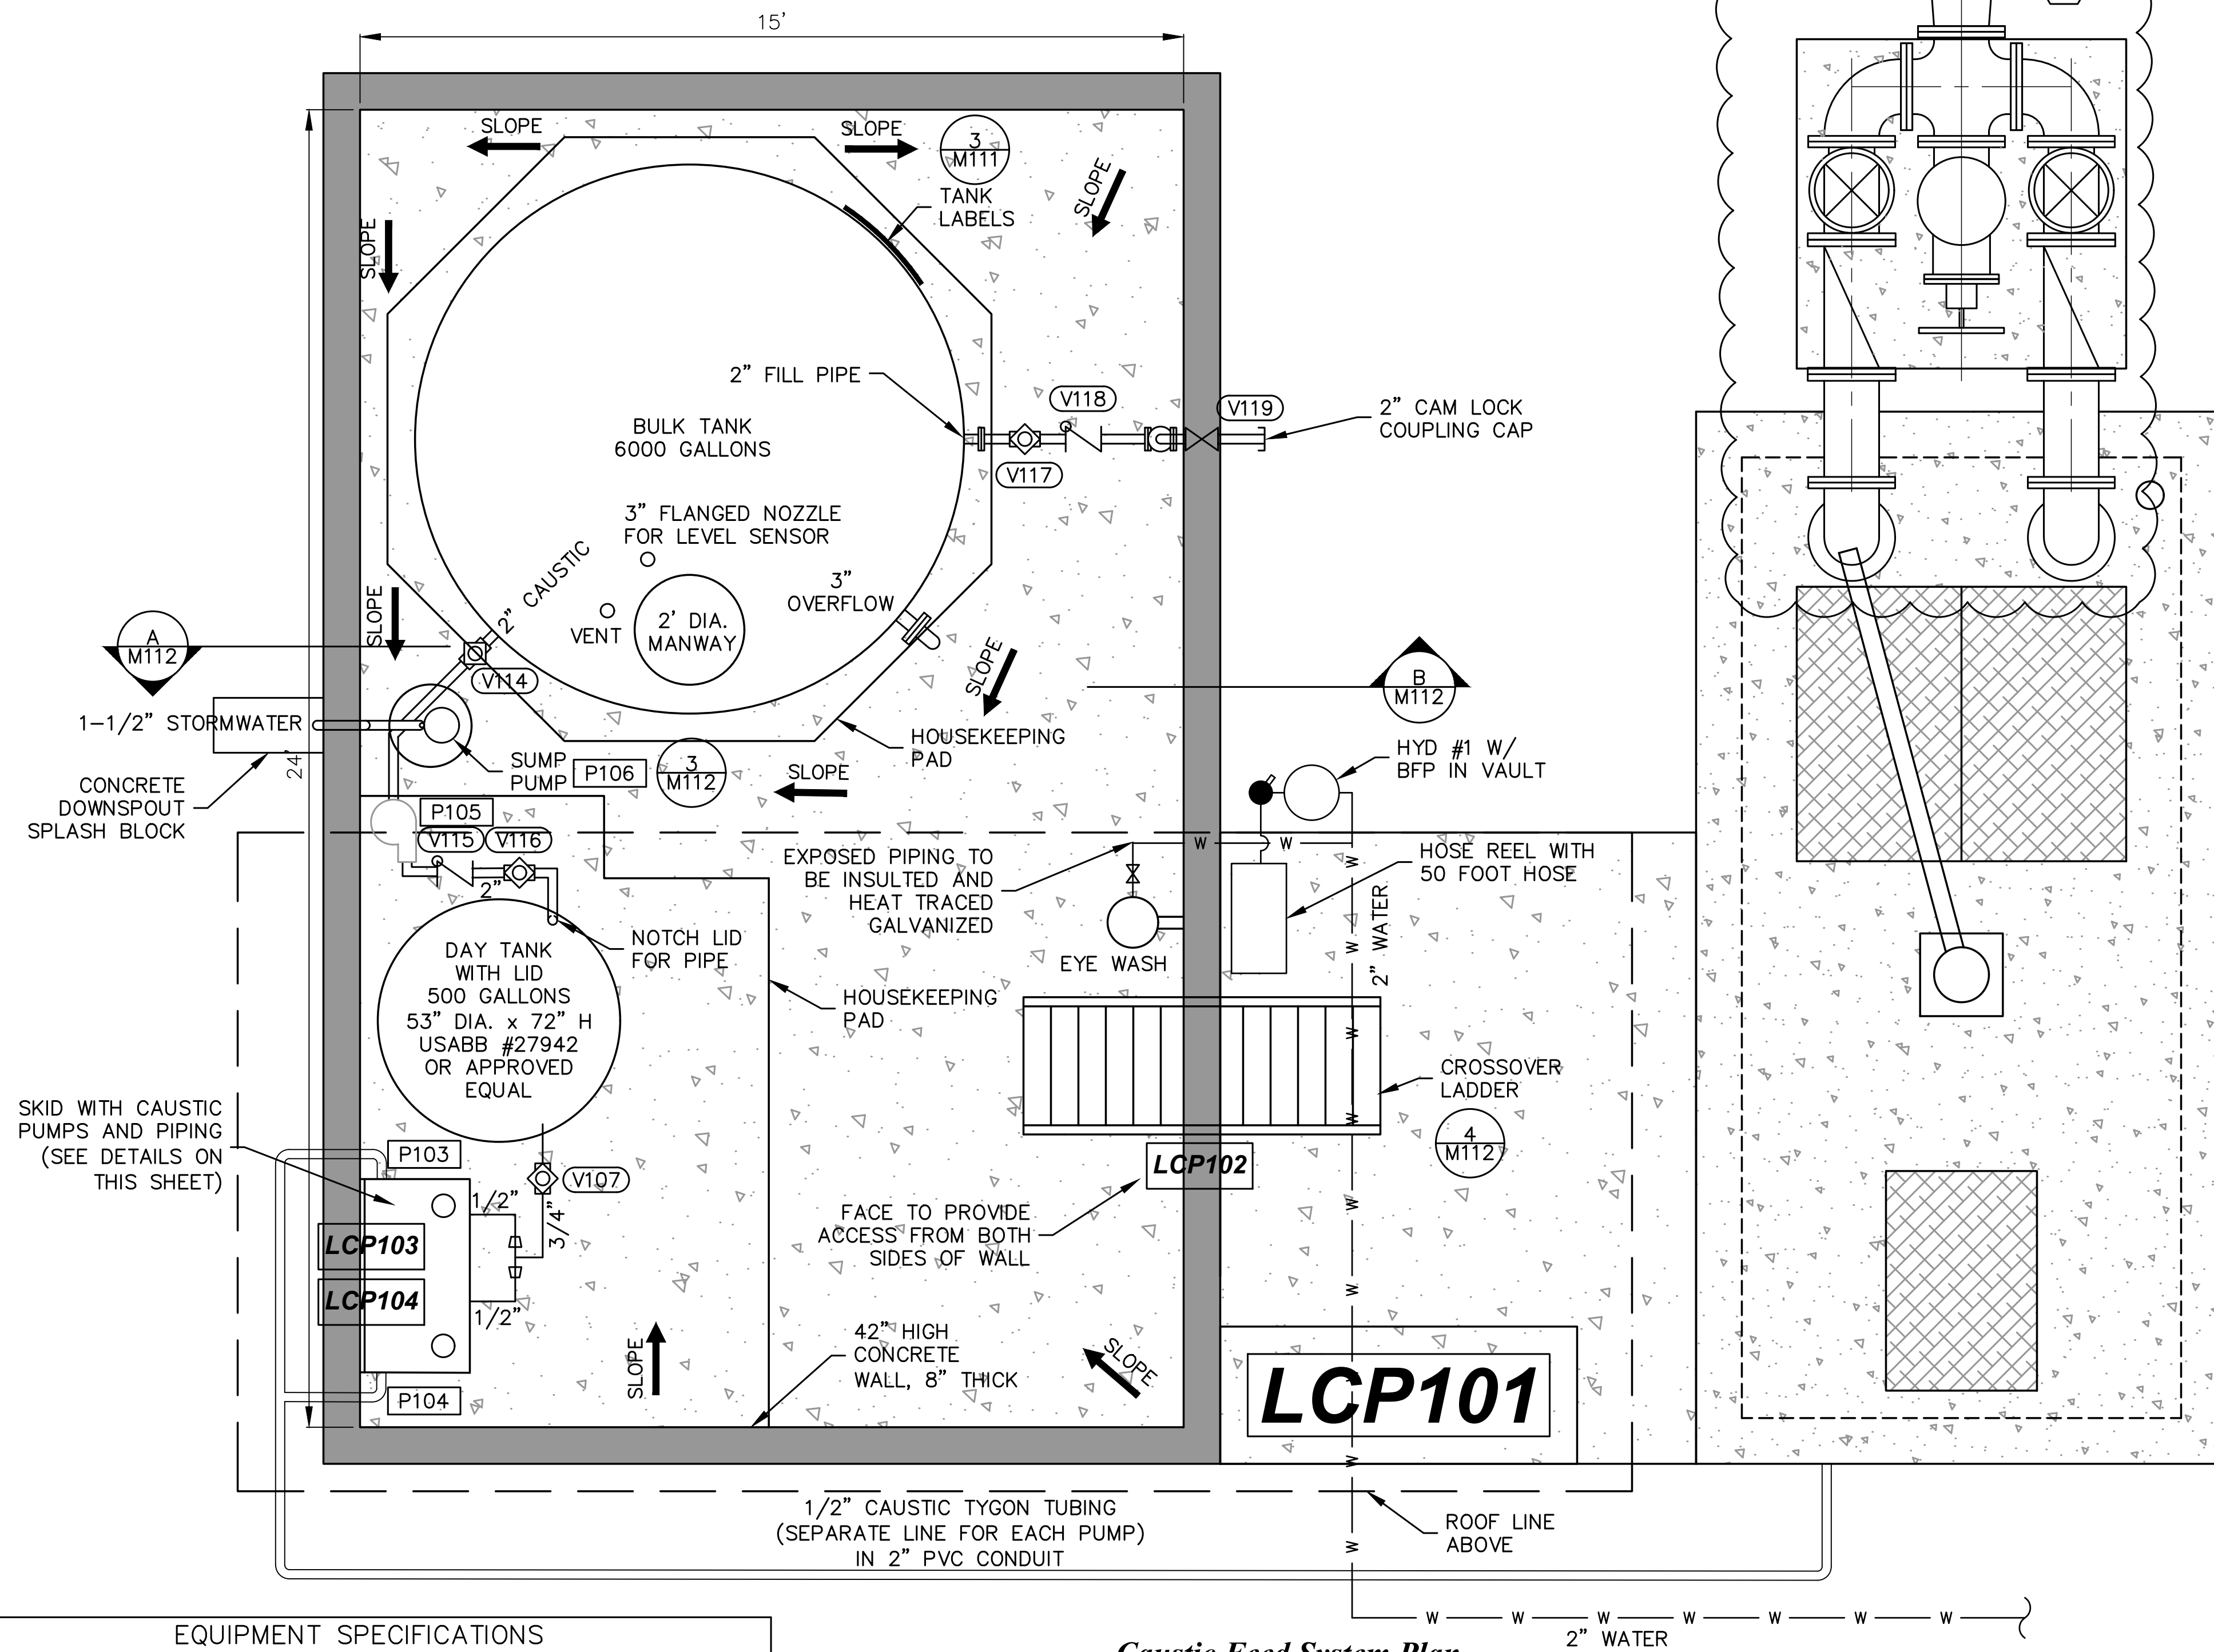 15'
SLOPE
SLOPE
3
M111
SLOPE
TANK
LABELS
SLOPE
2" FILL PIPE
V118
V119
2" CAM LOCK
COUPLING CAP
BULK TANK
6000 GALLONS
V117
3" FLANGED NOZZLE
FOR LEVEL SENSOR
2" CAUSTIC
3"
OVERFLOW
SLOPE
VENT
2' DIA.
MANWAY
A
M112
SLOPE
V114
B
M112
1-1/2" STORMWATER
24'
HOUSEKEEPING
PAD
HYD #1 W/
BFP IN VAULT
SUMP
PUMP
P106
3
M112
SLOPE
CONCRETE
DOWNSPOUT
SPLASH BLOCK
P105
V115
V116
2"
W W
EXPOSED PIPING TO
BE INSULTED AND
HEAT TRACED
GALVANIZED
W
HOSE REEL WITH
50 FOOT HOSE
2" WATER
NOTCH LID
FOR PIPE
EYE WASH
W
DAY TANK
WITH LID
500 GALLONS
53" DIA. x 72" H
USABB #27942
OR APPROVED
EQUAL
HOUSEKEEPING
PAD
W
CROSSOVER
LADDER
W
4
M112
SKID WITH CAUSTIC
PUMPS AND PIPING
(SEE DETAILS ON
THIS SHEET)
P103
V107
1/2"
3/4"
LCP102
W
LCP103
LCP104
1/2"
FACE TO PROVIDE
ACCESS FROM BOTH
SIDES OF WALL
W
42" HIGH
CONCRETE
WALL, 8" THICK
SLOPE
SLOPE
P104
W
LCP101
W
1/2" CAUSTIC TYGON TUBING
(SEPARATE LINE FOR EACH PUMP)
IN 2" PVC CONDUIT
ROOF LINE
ABOVE
W
W W W W W W W
2" WATER
EQUIPMENT SPECIFICATIONS
Caustic Feed System Plan